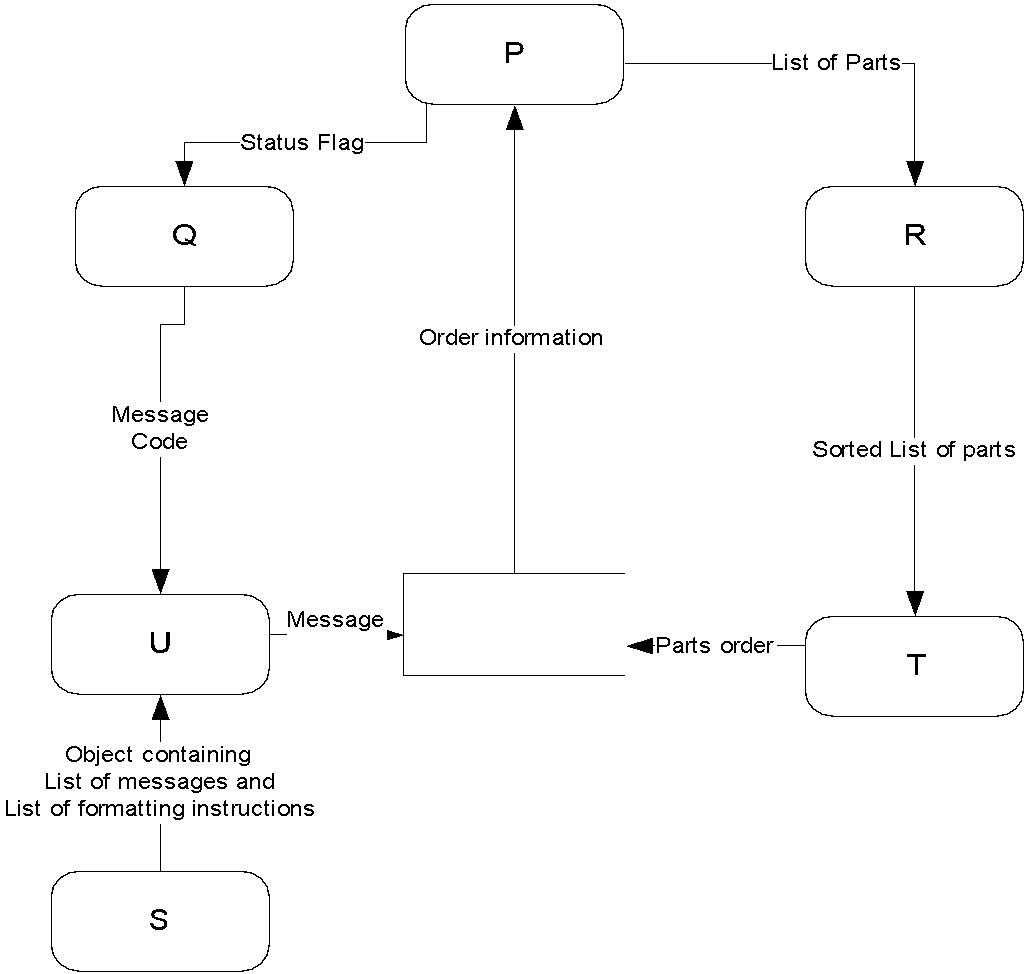 P
List of Parts
Status Flag
Q
R
Order information
Message
Code
Sorted List of parts
Message
U
Parts order
T
Object containing
List of messages and
List of formatting instructions
S